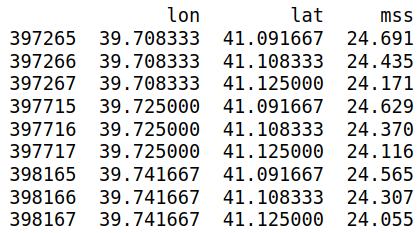 lon lat mss
397265 39.708333 41.091667 24.691
397266 39.708333 41.108333 24.435
397267 39.708333 41.125000 24.171
397715 39.725000 41.091667 24.629
397716 39.725000 41.108333 24.370
397717 39.725000 41.125000 24.116
398165 39.741667 41.091667 24.565
398166 39.741667 41.108333 24.307
398167 39.741667 41.125000 24.055